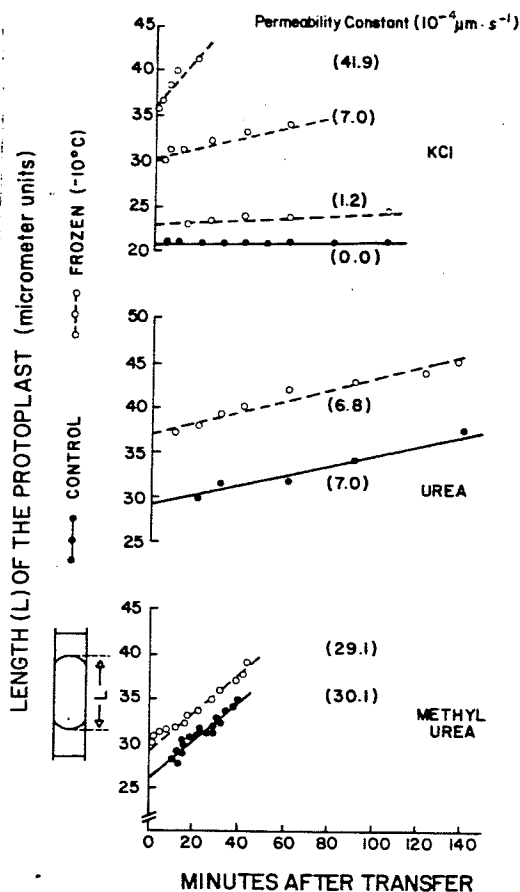 Permeability Constant (10⁻⁴μm · s⁻¹)
45
40
35
30
25
20
(41.9)
(7.0)
KCl
(1.2)
(0.0)
50
45
40
35
30
25
(6.8)
(7.0)
UREA
45
40
35
30
25
(29.1)
(30.1)
METHYL
UREA
0 20 40 60 80 100 120 140
MINUTES AFTER TRANSFER
LENGTH (L) OF THE PROTOPLAST (micrometer units)
CONTROL
FROZEN (-10°C)
L